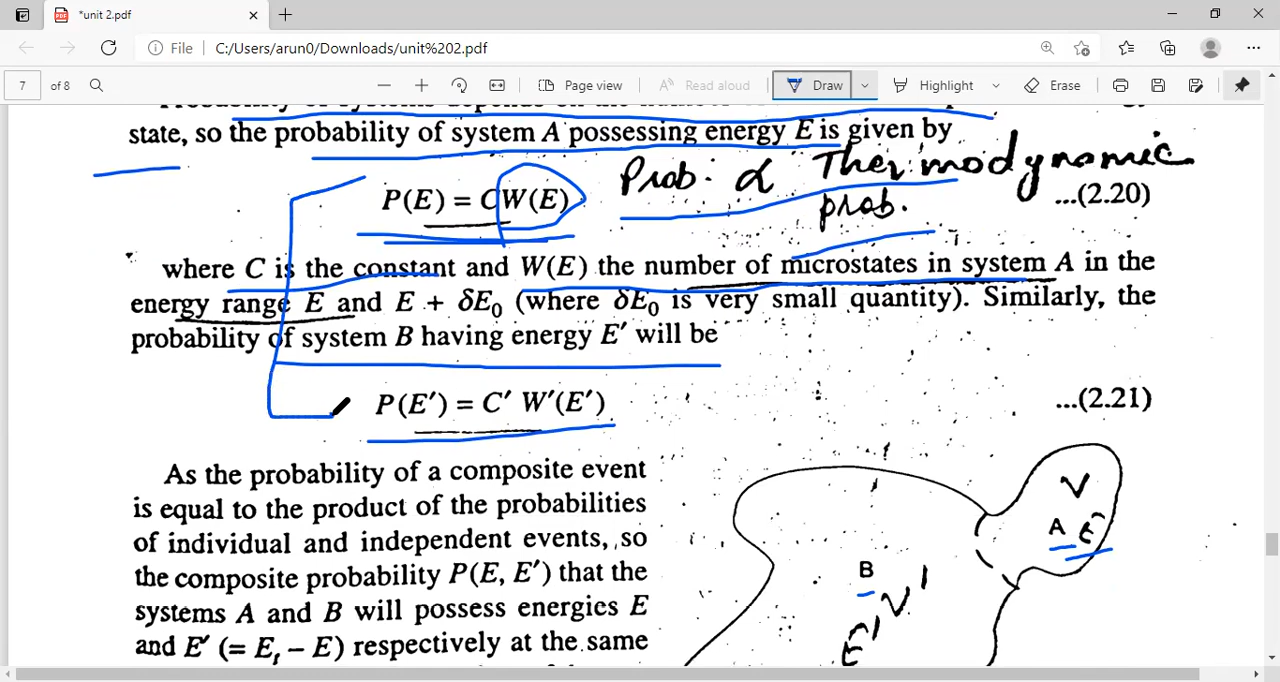 *unit 2.pdf
File C:/Users/arun0/Downloads/unit%202.pdf
7 of 8 Page view Read aloud Draw Highlight Erase
state, so the probability of system A possessing energy E is given by
Prob. α Thermodynamic
prob.
P(E) = CW(E) ...(2.20)
where C is the constant and W(E) the number of microstates in system A in the
energy range E and E + δE₀ (where δE₀ is very small quantity). Similarly, the
probability of system B having energy E′ will be
P(E′) = C′ W′(E′) ...(2.21)
As the probability of a composite event
is equal to the product of the probabilities
of individual and independent events, so
the composite probability P(E, E′) that the
systems A and B will possess energies E
and E′ (= Eₜ – E) respectively at the same
V
A E
B
V′
E′